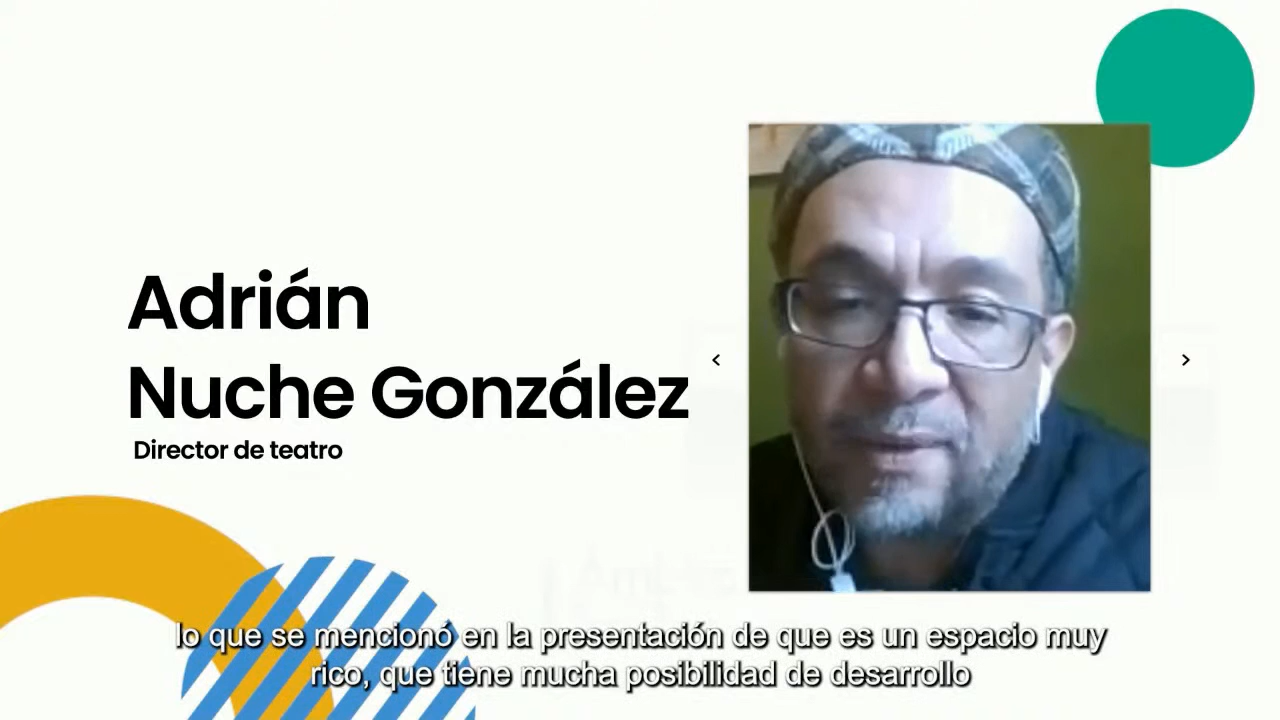 Adrián
Nuche González
Director de teatro
lo que se mencionó en la presentación de que es un espacio muy
rico, que tiene mucha posibilidad de desarrollo